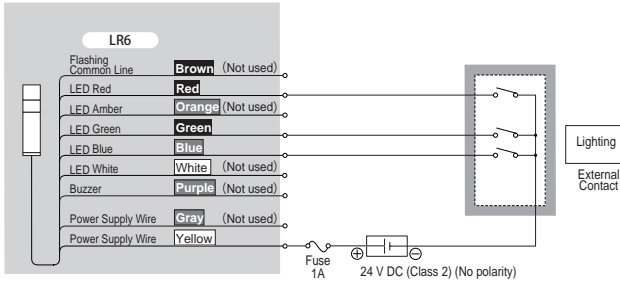 LR6
Flashing
Common Line Brown (Not used)
LED Red Red
LED Amber Orange (Not used)
LED Green Green
LED Blue Blue
LED White White (Not used)
Buzzer Purple (Not used)
Power Supply Wire Gray (Not used)
Power Supply Wire Yellow
Fuse
1A
⊕ ⊖
24 V DC (Class 2) (No polarity)
Lighting
External
Contact